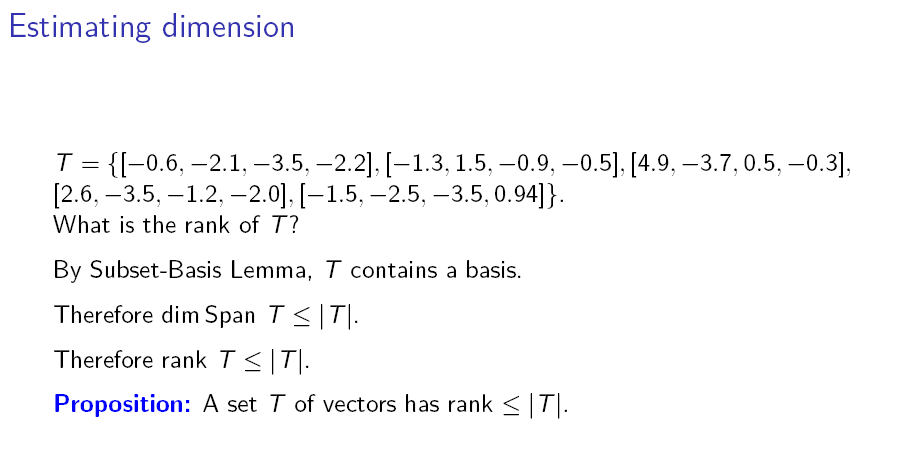 Estimating dimension
T = {[−0.6, −2.1, −3.5, −2.2], [−1.3, 1.5, −0.9, −0.5], [4.9, −3.7, 0.5, −0.3],
[2.6, −3.5, −1.2, −2.0], [−1.5, −2.5, −3.5, 0.94]}.
What is the rank of T?
By Subset-Basis Lemma, T contains a basis.
Therefore dim Span T ≤ |T|.
Therefore rank T ≤ |T|.
Proposition: A set T of vectors has rank ≤ |T|.